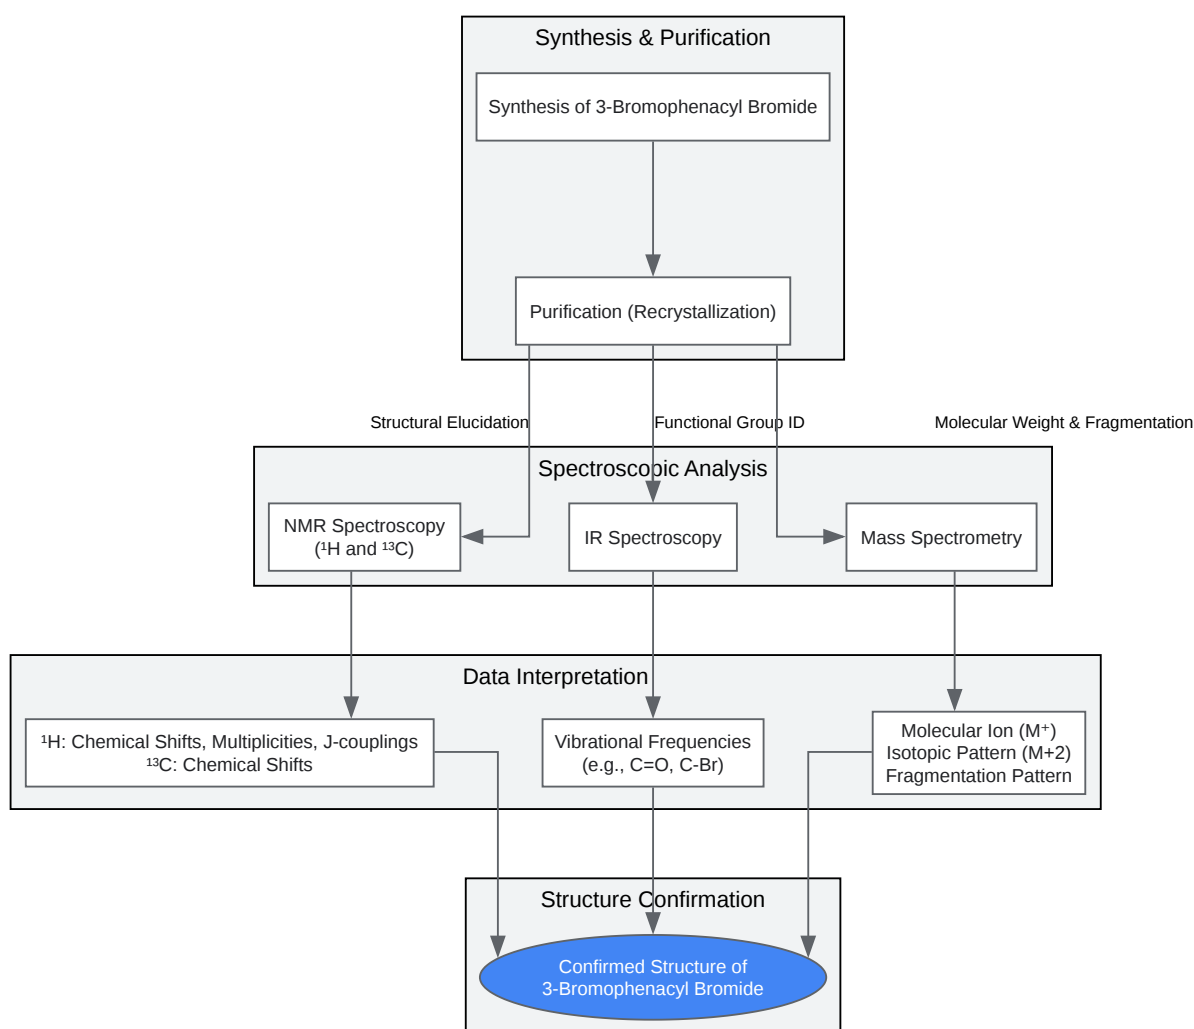 Synthesis & Purification
Synthesis of 3-Bromophenacyl Bromide
Purification (Recrystallization)
Structural Elucidation
Functional Group ID
Molecular Weight & Fragmentation
Spectroscopic Analysis
NMR Spectroscopy
(¹H and ¹³C)
IR Spectroscopy
Mass Spectrometry
Data Interpretation
¹H: Chemical Shifts, Multiplicities, J-couplings
¹³C: Chemical Shifts
Vibrational Frequencies
(e.g., C=O, C-Br)
Molecular Ion (M⁺)
Isotopic Pattern (M+2)
Fragmentation Pattern
Structure Confirmation
Confirmed Structure of
3-Bromophenacyl Bromide